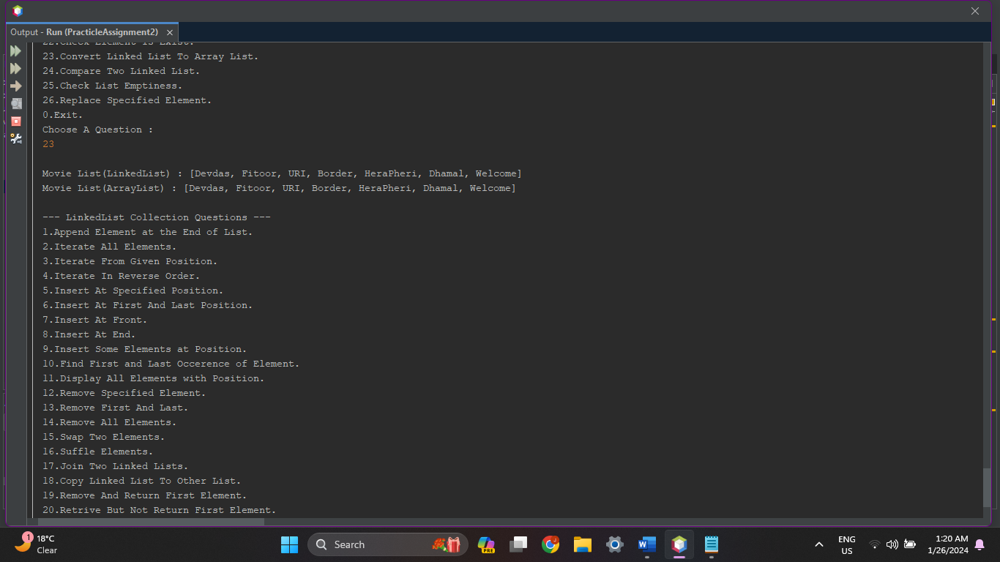 Output - Run (PracticleAssignment2) ×
22.Check Element Is Exist.
23.Convert Linked List To Array List.
24.Compare Two Linked List.
25.Check List Emptiness.
26.Replace Specified Element.
0.Exit.
Choose A Question :
23
Movie List(LinkedList) : [Devdas, Fitoor, URI, Border, HeraPheri, Dhamal, Welcome]
Movie List(ArrayList) : [Devdas, Fitoor, URI, Border, HeraPheri, Dhamal, Welcome]
--- LinkedList Collection Questions ---
1.Append Element at the End of List.
2.Iterate All Elements.
3.Iterate From Given Position.
4.Iterate In Reverse Order.
5.Insert At Specified Position.
6.Insert At First And Last Position.
7.Insert At Front.
8.Insert At End.
9.Insert Some Elements at Position.
10.Find First and Last Occerence of Element.
11.Display All Elements with Position.
12.Remove Specified Element.
13.Remove First And Last.
14.Remove All Elements.
15.Swap Two Elements.
16.Suffle Elements.
17.Join Two Linked Lists.
18.Copy Linked List To Other List.
19.Remove And Return First Element.
20.Retrive But Not Return First Element.
1
18°C
Clear
Search
PRE
ENG
US
1:20 AM
1/26/2024